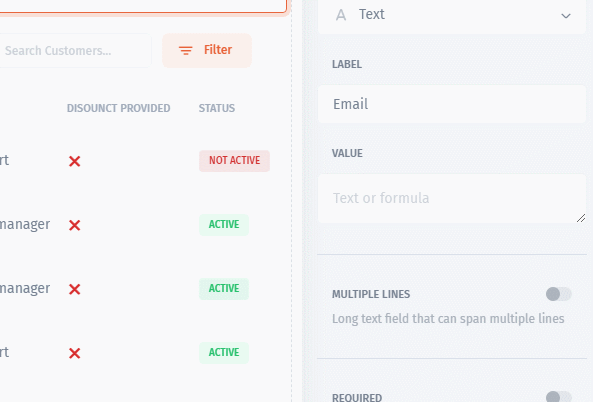 Search Customers...
Filter
DISOUNCT PROVIDED
STATUS
rt
NOT ACTIVE
manager
ACTIVE
manager
ACTIVE
rt
ACTIVE
A Text
LABEL
Email
VALUE
Text or formula
MULTIPLE LINES
Long text field that can span multiple lines
REQUIRED